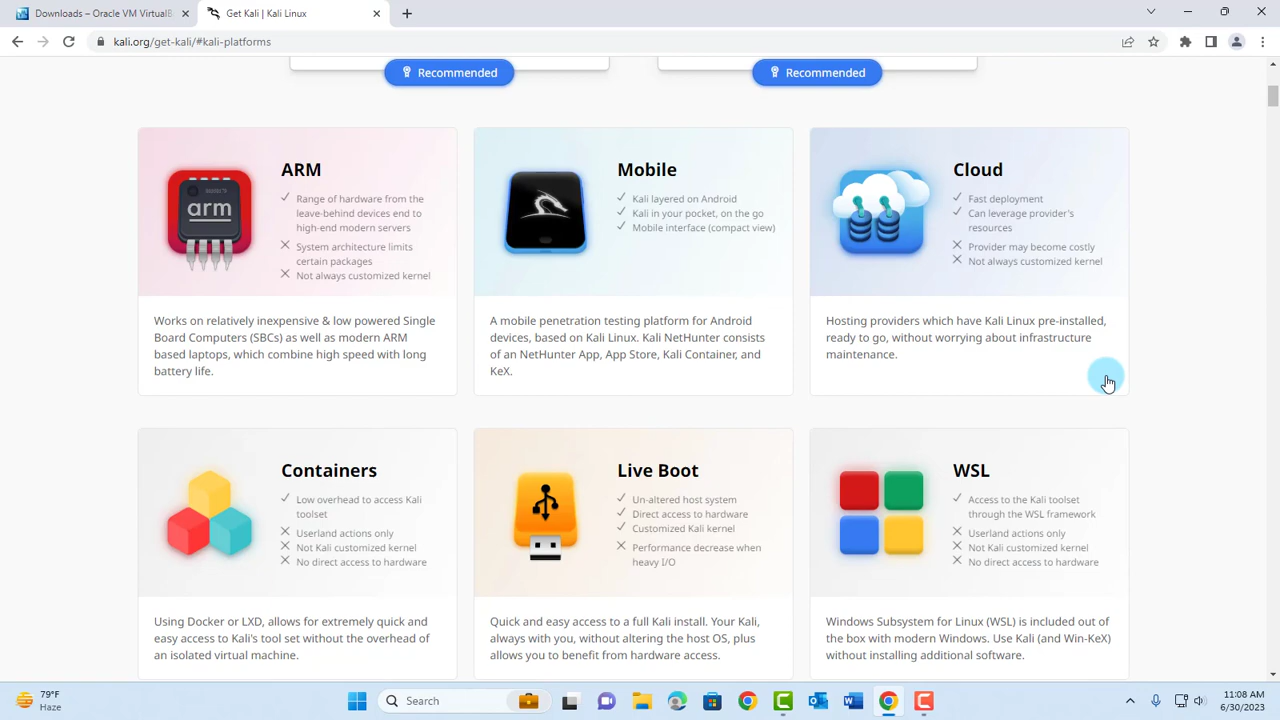 Downloads – Oracle VM VirtualB
Get Kali | Kali Linux
kali.org/get-kali/#kali-platforms
Recommended
Recommended
ARM
Range of hardware from the
leave-behind devices end to
high-end modern servers
System architecture limits
certain packages
Not always customized kernel
arm
Works on relatively inexpensive & low powered Single
Board Computers (SBCs) as well as modern ARM
based laptops, which combine high speed with long
battery life.
Mobile
Kali layered on Android
Kali in your pocket, on the go
Mobile interface (compact view)
A mobile penetration testing platform for Android
devices, based on Kali Linux. Kali NetHunter consists
of an NetHunter App, App Store, Kali Container, and
KeX.
Cloud
Fast deployment
Can leverage provider's
resources
Provider may become costly
Not always customized kernel
Hosting providers which have Kali Linux pre-installed,
ready to go, without worrying about infrastructure
maintenance.
Containers
Low overhead to access Kali
toolset
Userland actions only
Not Kali customized kernel
No direct access to hardware
Using Docker or LXD, allows for extremely quick and
easy access to Kali's tool set without the overhead of
an isolated virtual machine.
Live Boot
Un-altered host system
Direct access to hardware
Customized Kali kernel
Performance decrease when
heavy I/O
Quick and easy access to a full Kali install. Your Kali,
always with you, without altering the host OS, plus
allows you to benefit from hardware access.
WSL
Access to the Kali toolset
through the WSL framework
Userland actions only
Not Kali customized kernel
No direct access to hardware
Windows Subsystem for Linux (WSL) is included out of
the box with modern Windows. Use Kali (and Win-KeX)
without installing additional software.
79°F
Haze
Search
11:08 AM
6/30/2023